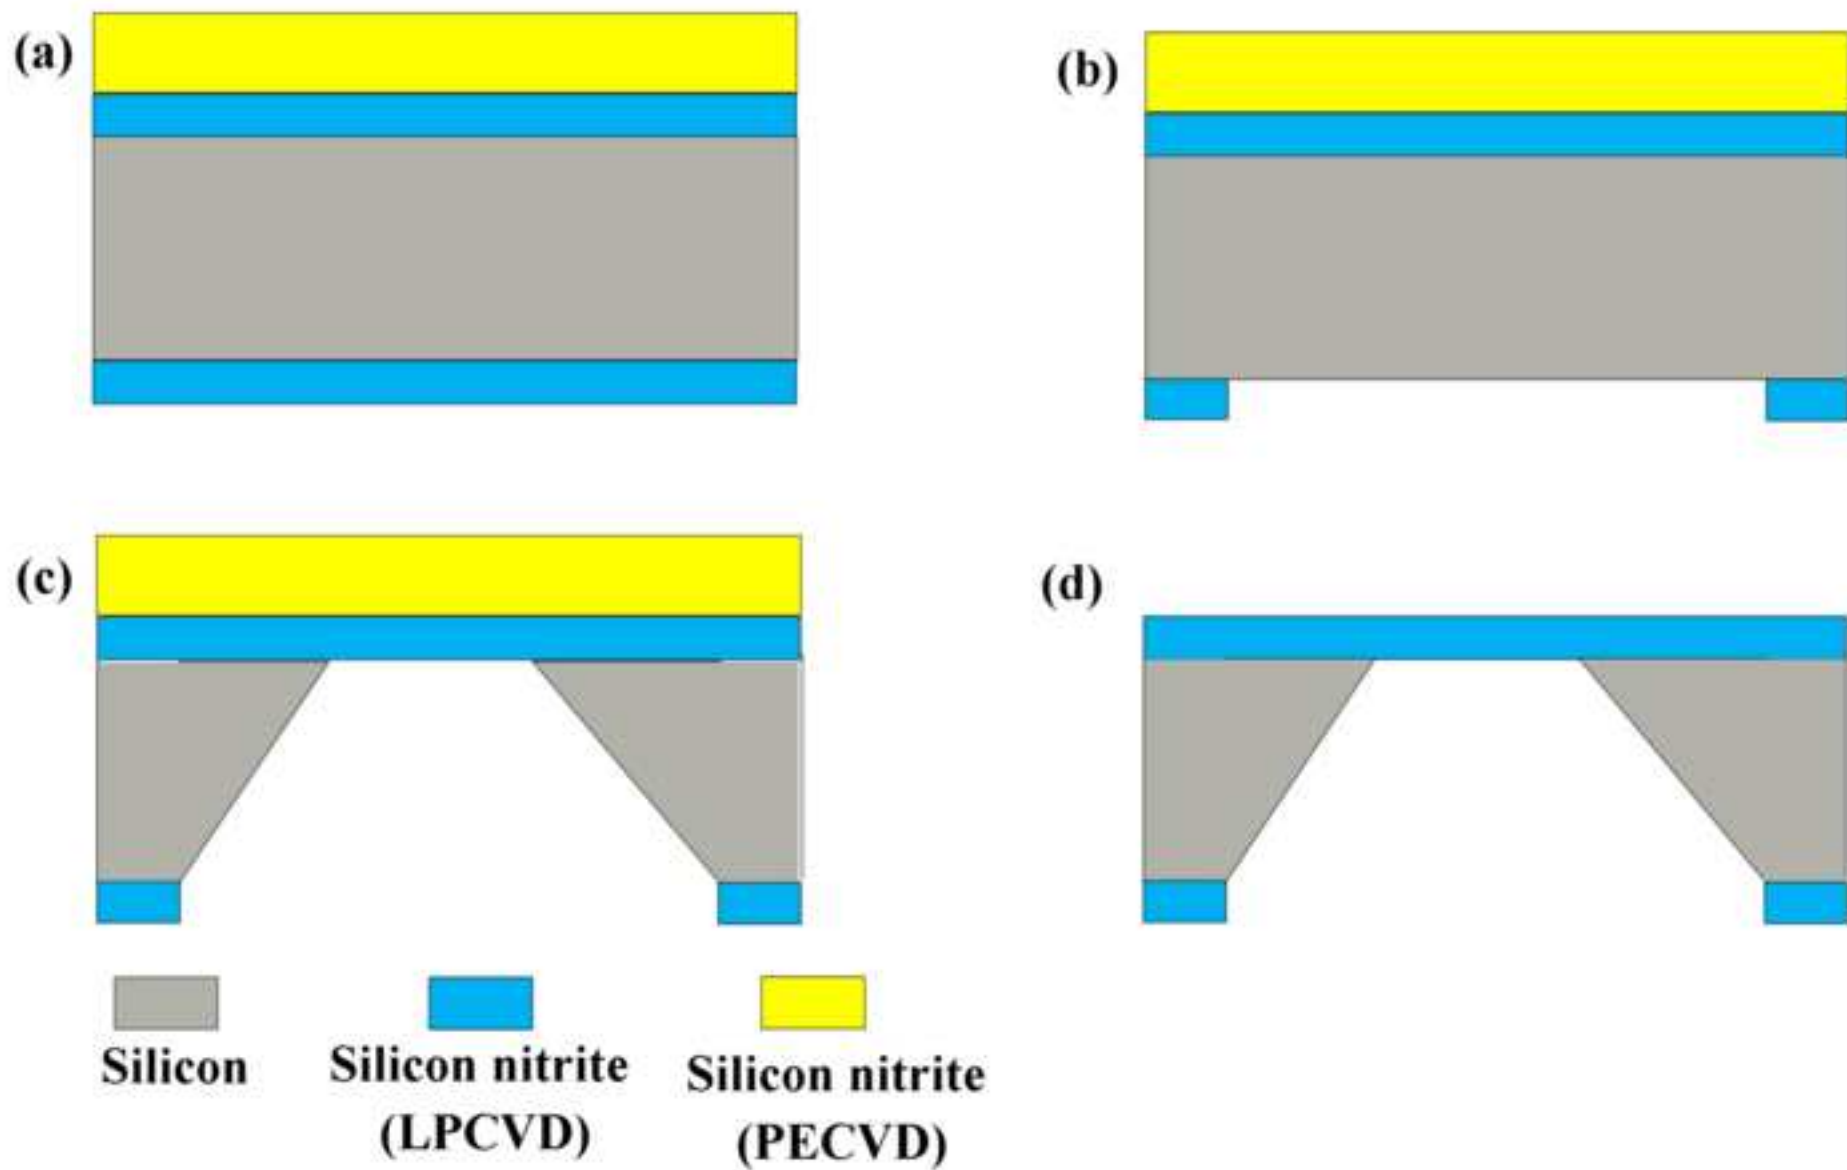 (a)
(b)
(c)
(d)
Silicon
Silicon nitrite
(LPCVD)
Silicon nitrite
(PECVD)